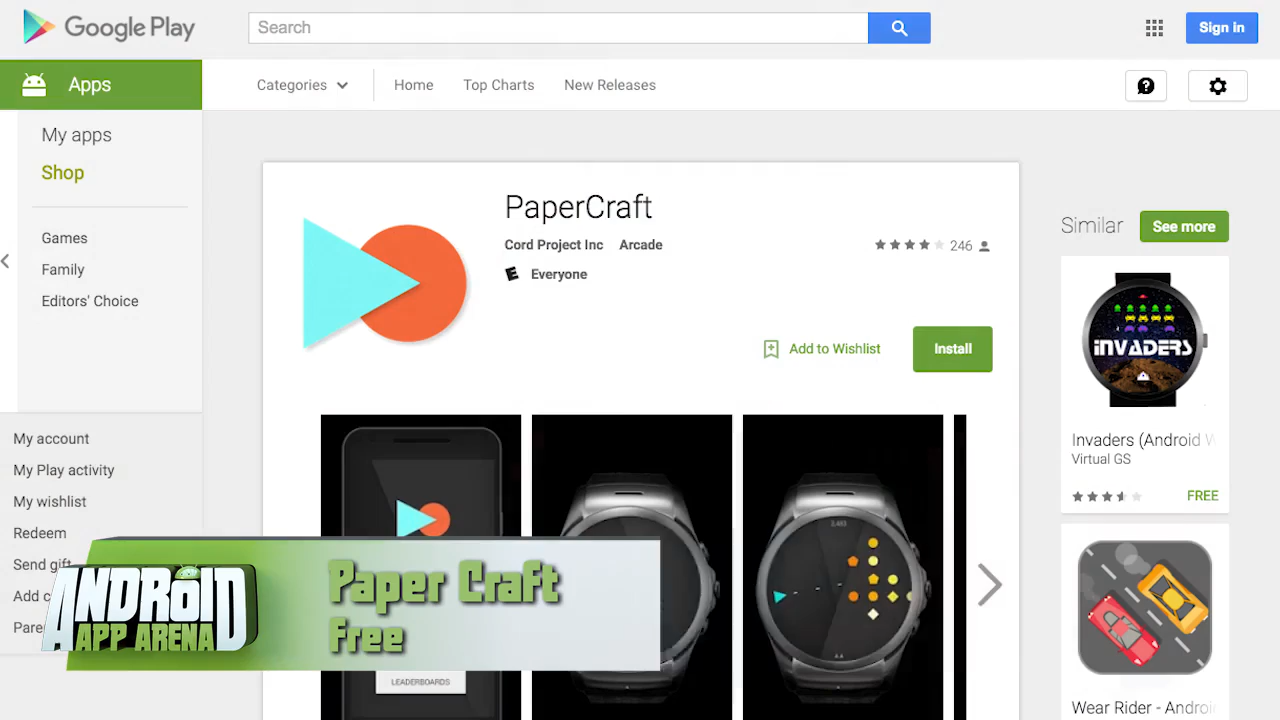 Google Play
Search
Sign in
Apps
Categories
Home
Top Charts
New Releases
My apps
Shop
Games
Family
Editors' Choice
My account
My Play activity
My wishlist
Redeem
Send gift
Add c
Pare
PaperCraft
Cord Project Inc Arcade
246
Everyone
Add to Wishlist
Install
LEADERBOARDS
Similar
See more
INVADERS
Invaders (Android W
Virtual GS
FREE
Wear Rider - Android
ANDROID
APP ARENA
Paper Craft
Free